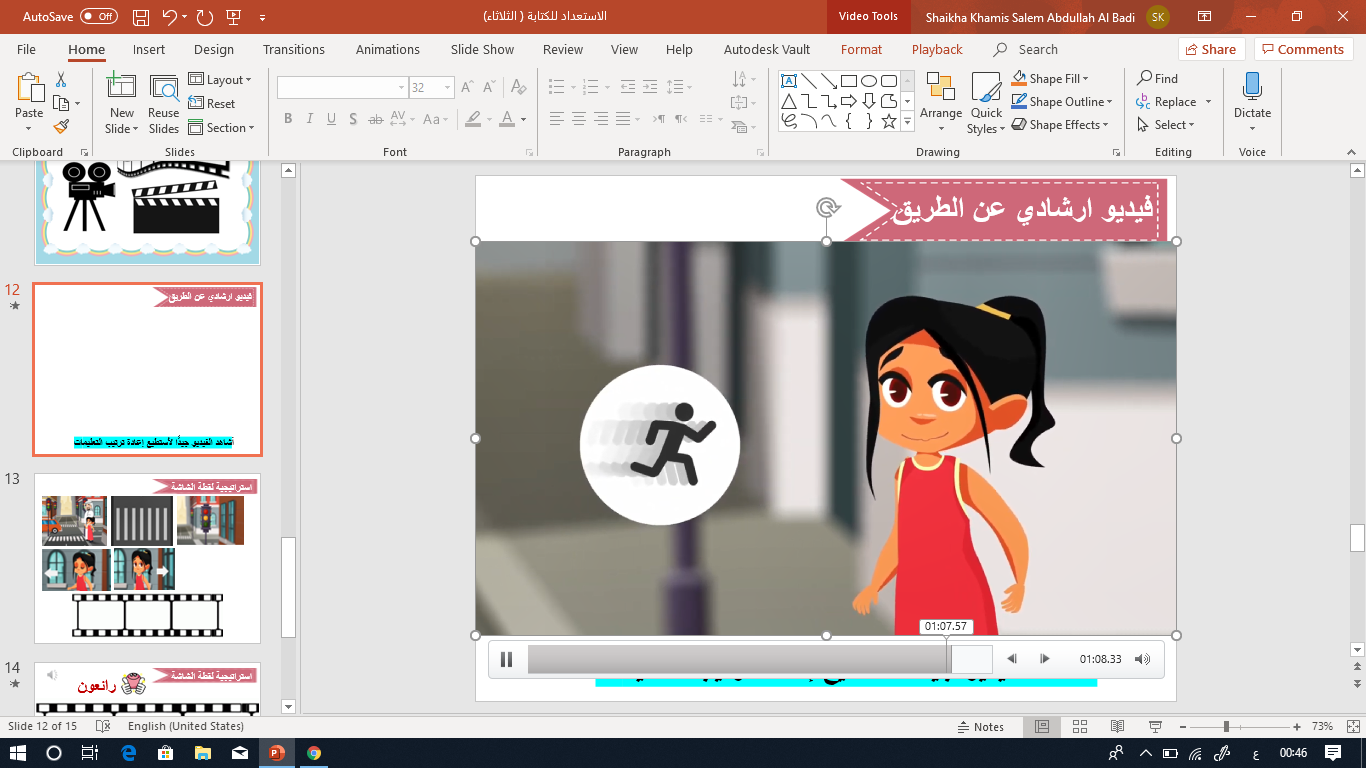 AutoSave
Off
الاستعداد للكتابة ( الثلاثاء)
Video Tools
Shaikha Khamis Salem Abdullah Al Badi
SK
File
Home
Insert
Design
Transitions
Animations
Slide Show
Review
View
Help
Autodesk Vault
Format
Playback
Search
Share
Comments
Paste
New Slide
Reuse Slides
Layout
Reset
Section
32
B I U S ab AV Aa A
Shape Fill
Shape Outline
Shape Effects
Arrange
Quick Styles
Find
Replace
Select
Dictate
Clipboard
Slides
Font
Paragraph
Drawing
Editing
Voice
12
فيديو ارشادي عن الطريق
أشاهد الفيديو جيدًا لأستطيع إعادة ترتيب التعليمات
13
استراتيجية لقطة الشاشة
14
استراتيجية لقطة الشاشة
رائعون
فيديو ارشادي عن الطريق
01:07.57
01:08.33
Slide 12 of 15
English (United States)
Notes
73%
ع
00:46